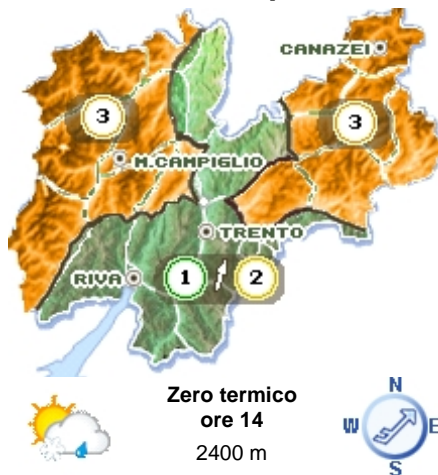 CANAZEI
3
3
M.CAMPIGLIO
TRENTO
RIVA
1 2
Zero termico
ore 14
2400 m
N
W E
S